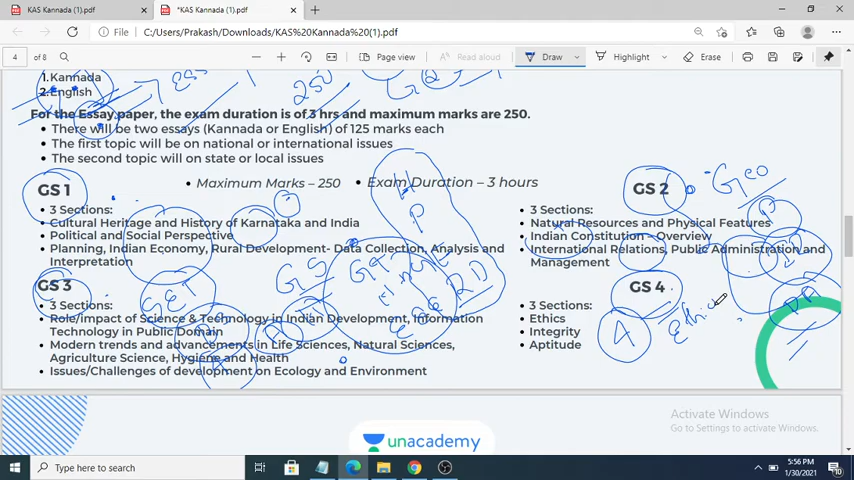 KAS Kannada (1).pdf
*KAS Kannada (1).pdf
File
C:/Users/Prakash/Downloads/KAS%20Kannada%20(1).pdf
4
of 8
Page view
Read aloud
Draw
Highlight
Erase
1.Kannada
ESS
2.English
250
For the Essay paper, the exam duration is of 3 hrs and maximum marks are 250.
• There will be two essays (Kannada or English) of 125 marks each
• The first topic will be on national or international issues
• The second topic will on state or local issues
GS 1
• Maximum Marks – 250 • Exam Duration – 3 hours
• 3 Sections:
• Cultural Heritage and History of Karnataka and India
• Political and Social Perspective
• Planning, Indian Economy, Rural Development- Data Collection, Analysis and Interpretation
GS 2
Geo
• 3 Sections:
• Natural Resources and Physical Features
• Indian Constitution - Overview
• International Relations, Public Administration and Management
H
P
P
GS
RD
GS 3
• 3 Sections:
• Role/impact of Science & Technology in Indian Development, Information Technology in Public Domain
• Modern trends and advancements in Life Sciences, Natural Sciences, Agriculture Science, Hygiene and Health
• Issues/Challenges of development on Ecology and Environment
GS 4
• 3 Sections:
• Ethics
• Integrity
• Aptitude
A
Ethic
unacademy
Activate Windows
Go to Settings to activate Windows.
Type here to search
5:56 PM
1/30/2021